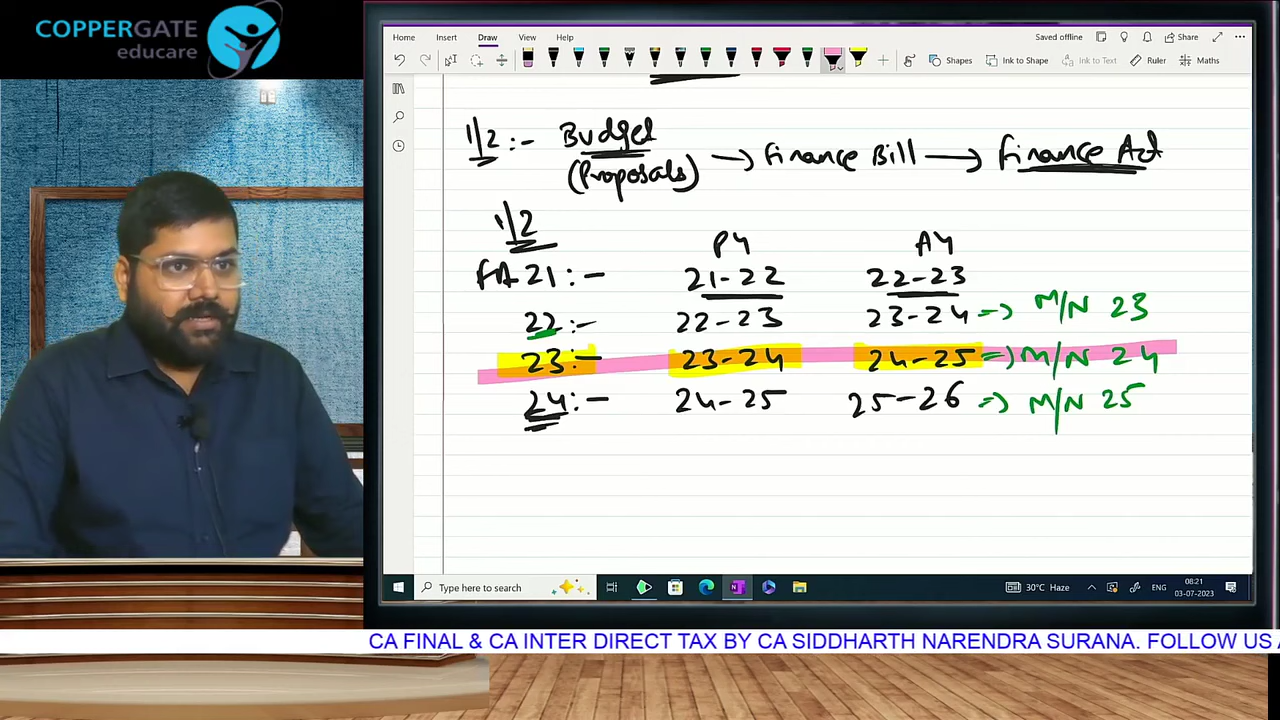 COPPERGATE
educare
Home Insert Draw View Help
Saved offline
Share
Shapes
Ink to Shape
Ink to Text
Ruler
Maths
1/2 :- Budget → Finance Bill → Finance Act
(Proposals)
1/2
PY AY
FA 21 :- 21-22 22-23
22 :- 22-23 23-24 => M/N 23
23 :- 23-24 24-25 => M/N 24
24 :- 24-25 25-26 => M/N 25
Type here to search
30°C Haze
ENG
08:21
03-07-2023
CA FINAL & CA INTER DIRECT TAX BY CA SIDDHARTH NARENDRA SURANA. FOLLOW US